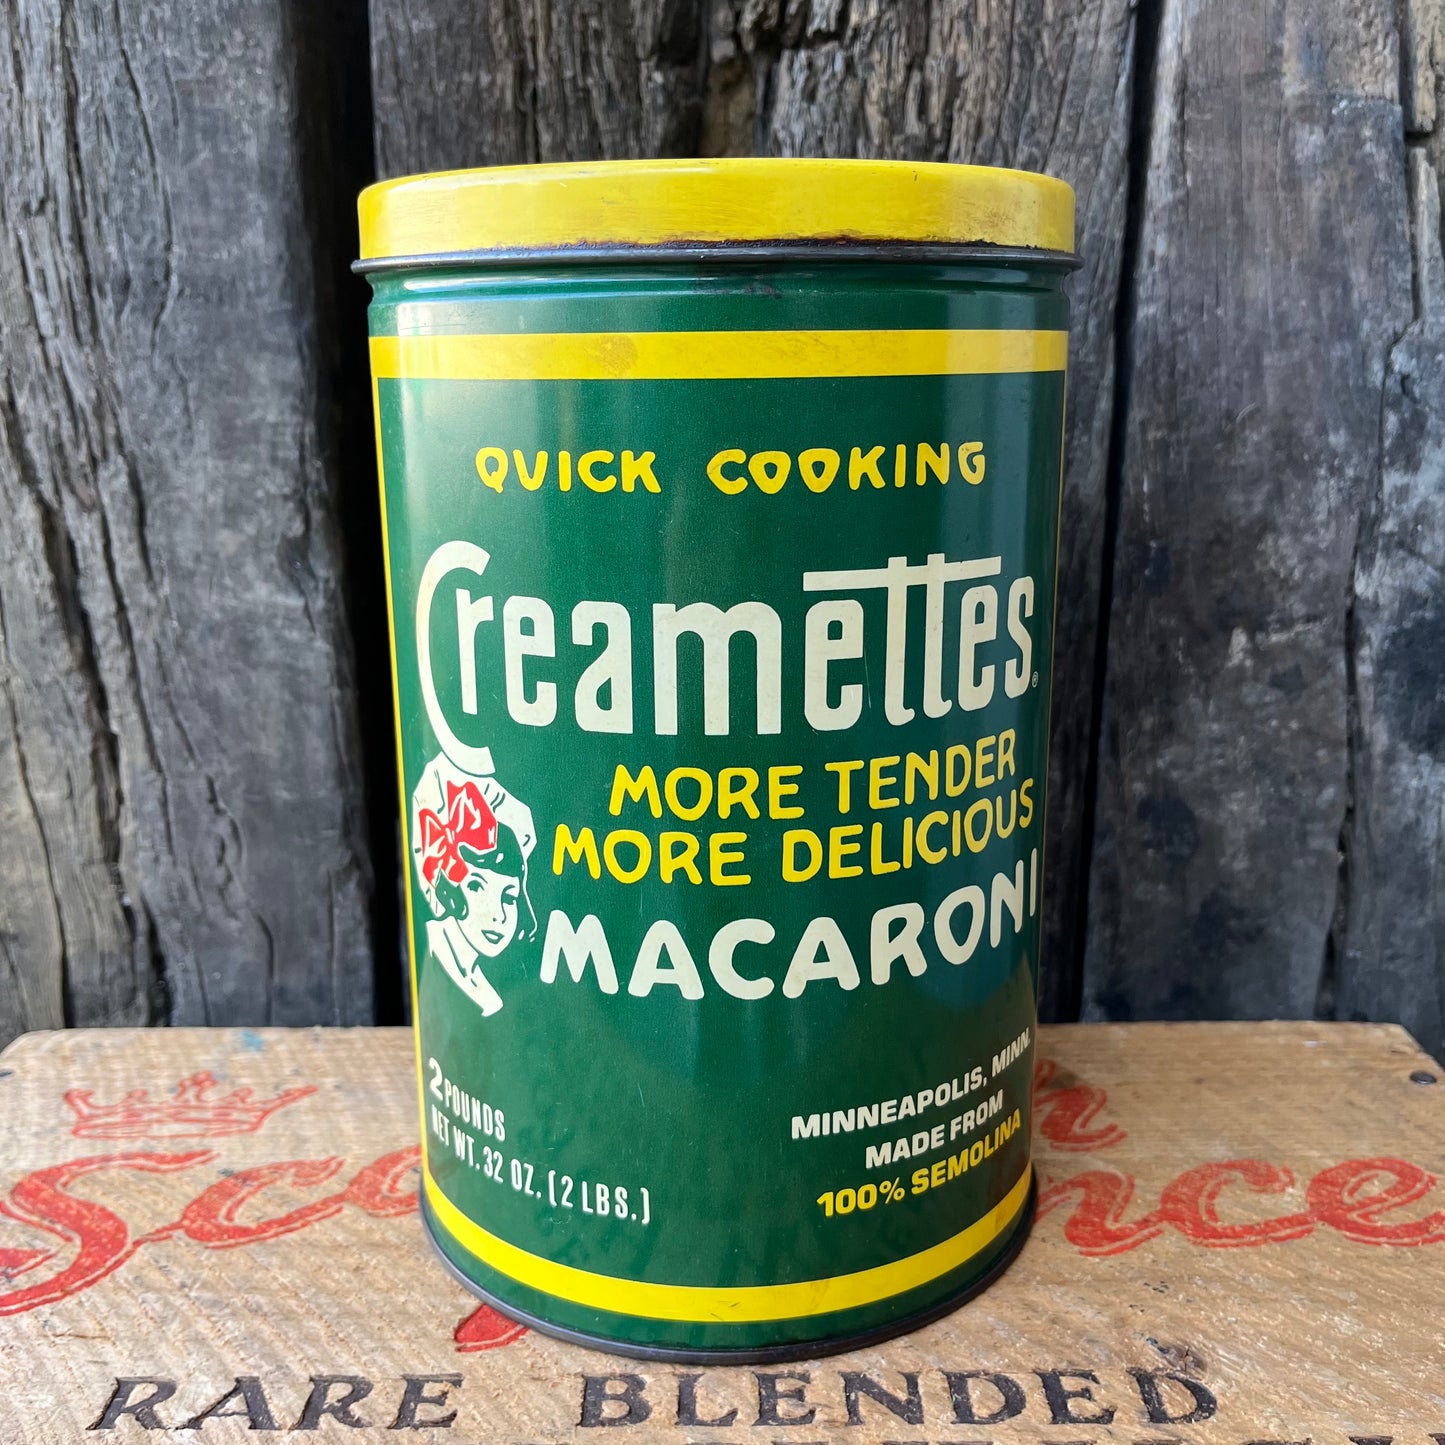 QUICK COOKING
Creamettes®
MORE TENDER
MORE DELICIOUS
MACARONI
2 POUNDS
NET WT. 32 OZ. (2 LBS.)
MINNEAPOLIS, MINN.
MADE FROM
100% SEMOLINA
RARE BLENDED